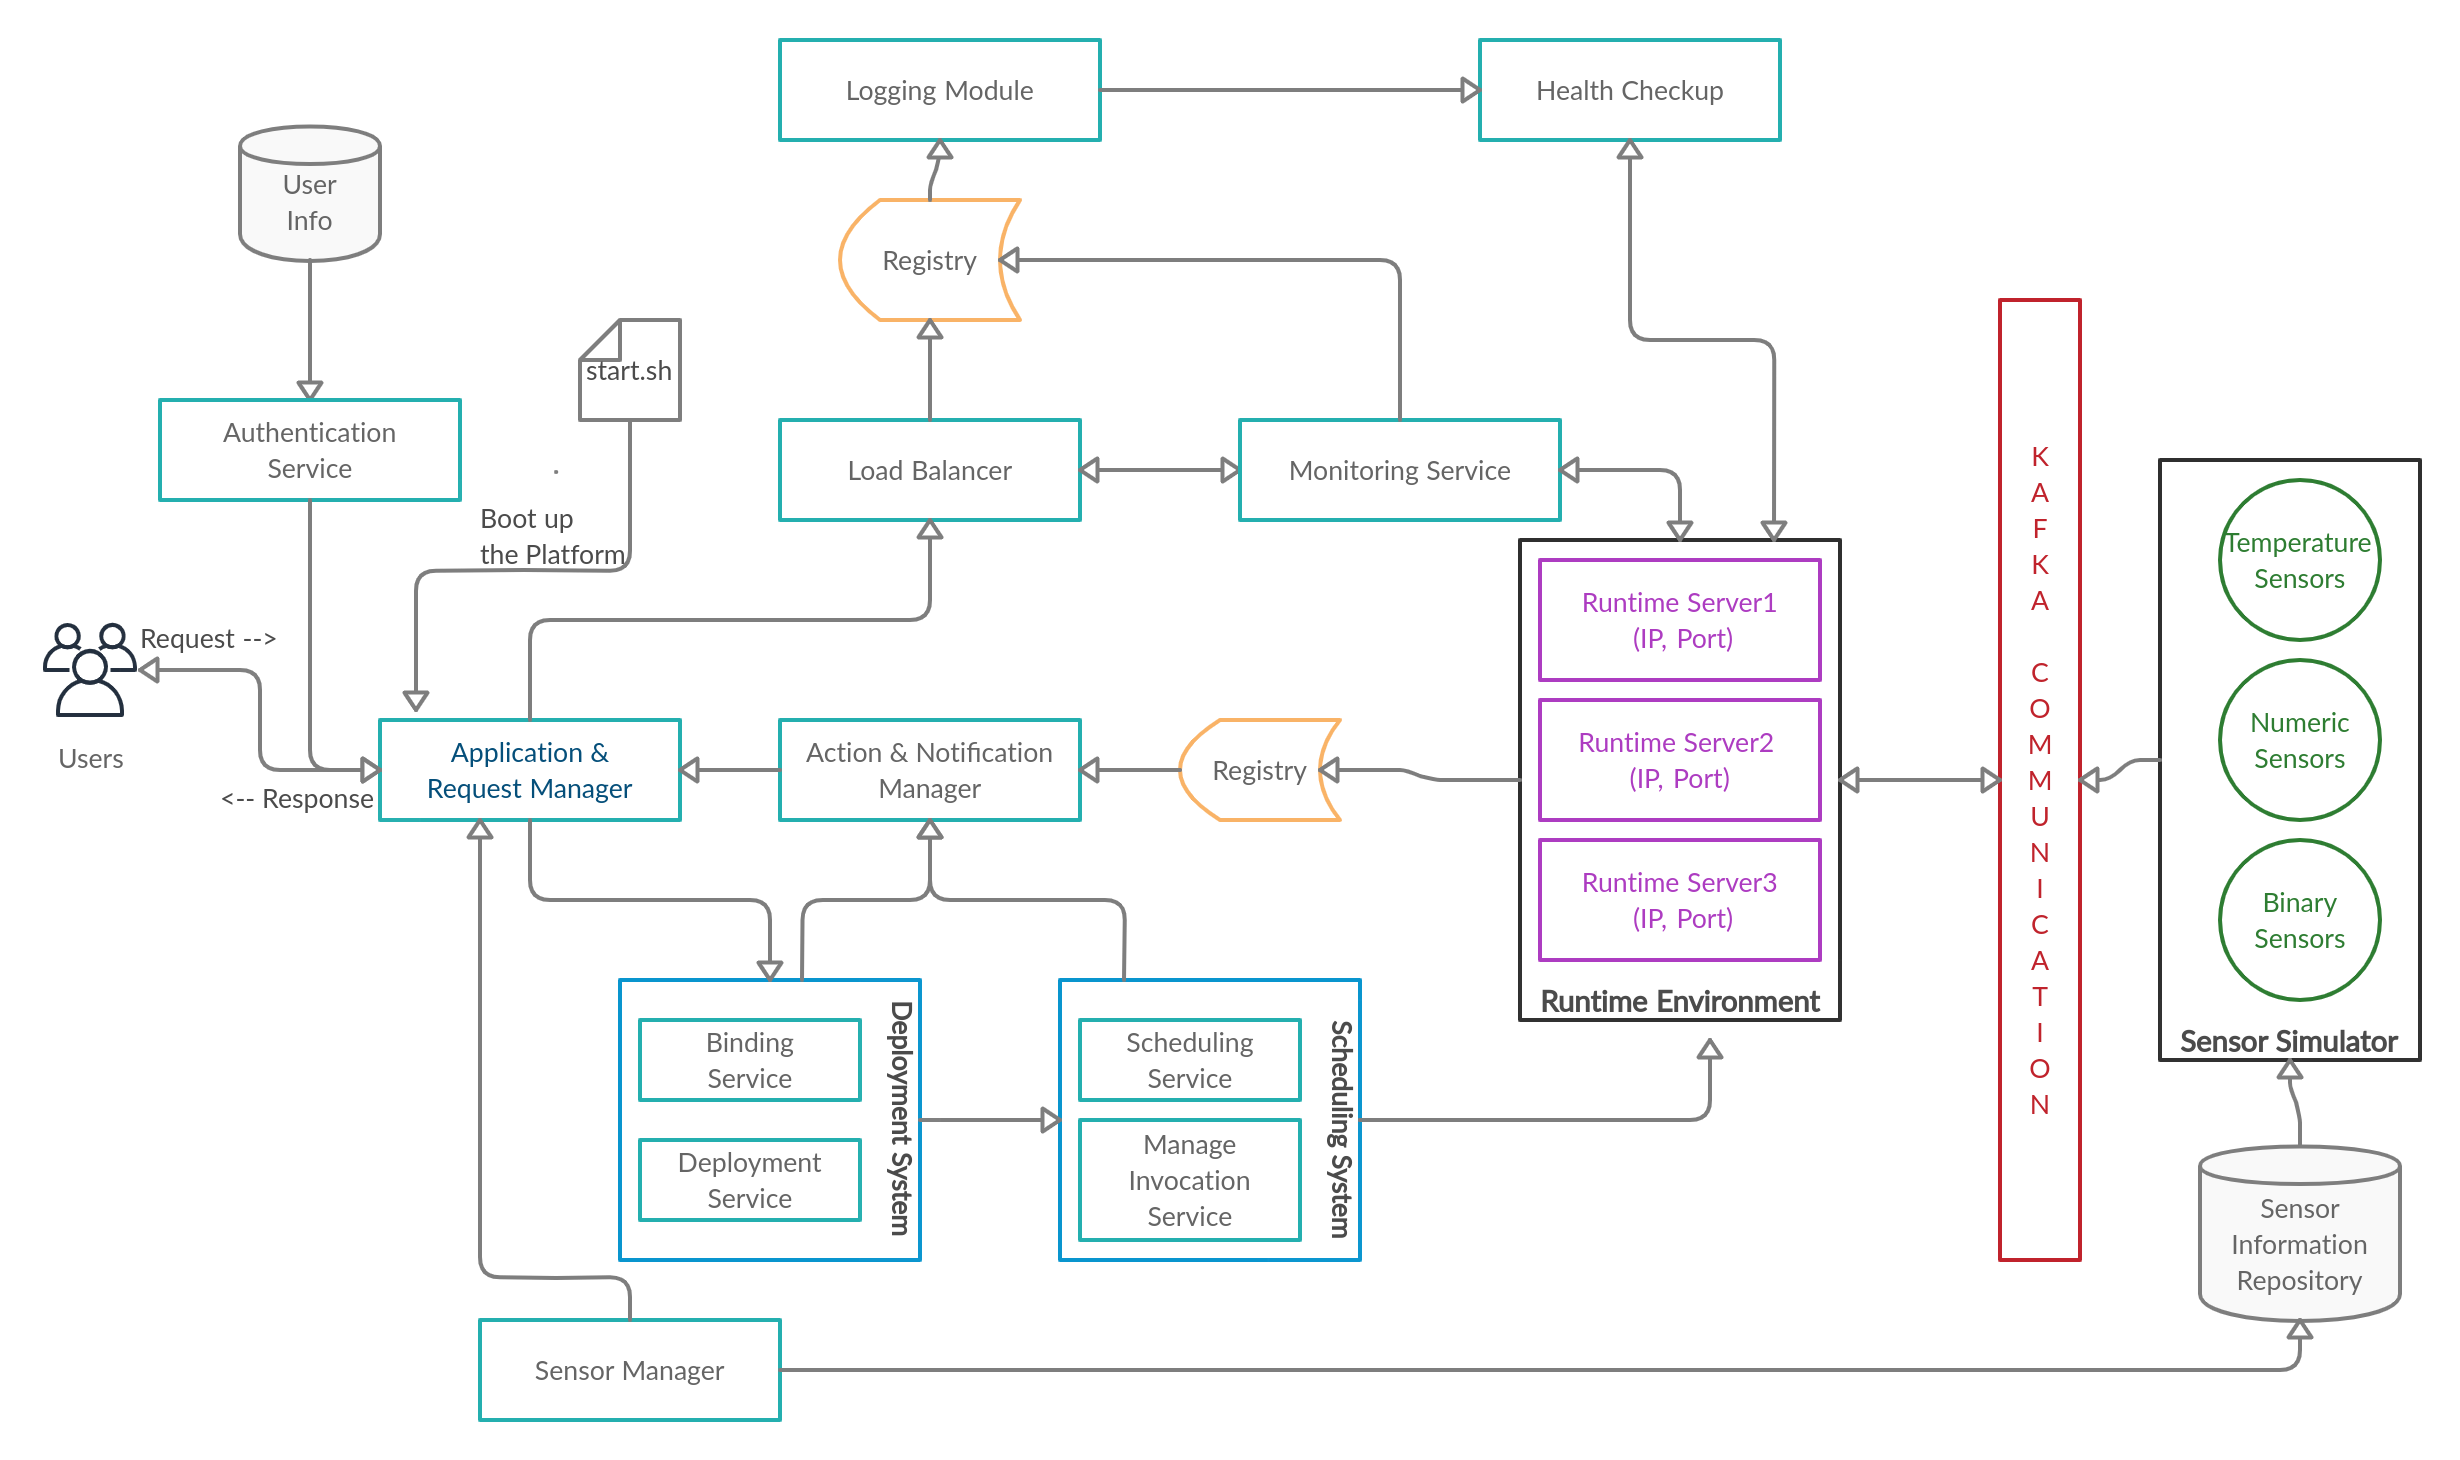 Logging Module
Health Checkup
User
Info
Registry
start.sh
Authentication
Service
Load Balancer
Monitoring Service
Boot up
the Platform
Request -->
Users
<-- Response
Application &
Request Manager
Action & Notification
Manager
Registry
Runtime Server1
(IP, Port)
Runtime Server2
(IP, Port)
Runtime Server3
(IP, Port)
Runtime Environment
K
A
F
K
A
C
O
M
M
U
N
I
C
A
T
I
O
N
Temperature
Sensors
Numeric
Sensors
Binary
Sensors
Sensor Simulator
Binding
Service
Deployment
Service
Deployment System
Scheduling
Service
Manage
Invocation
Service
Scheduling System
Sensor
Information
Repository
Sensor Manager